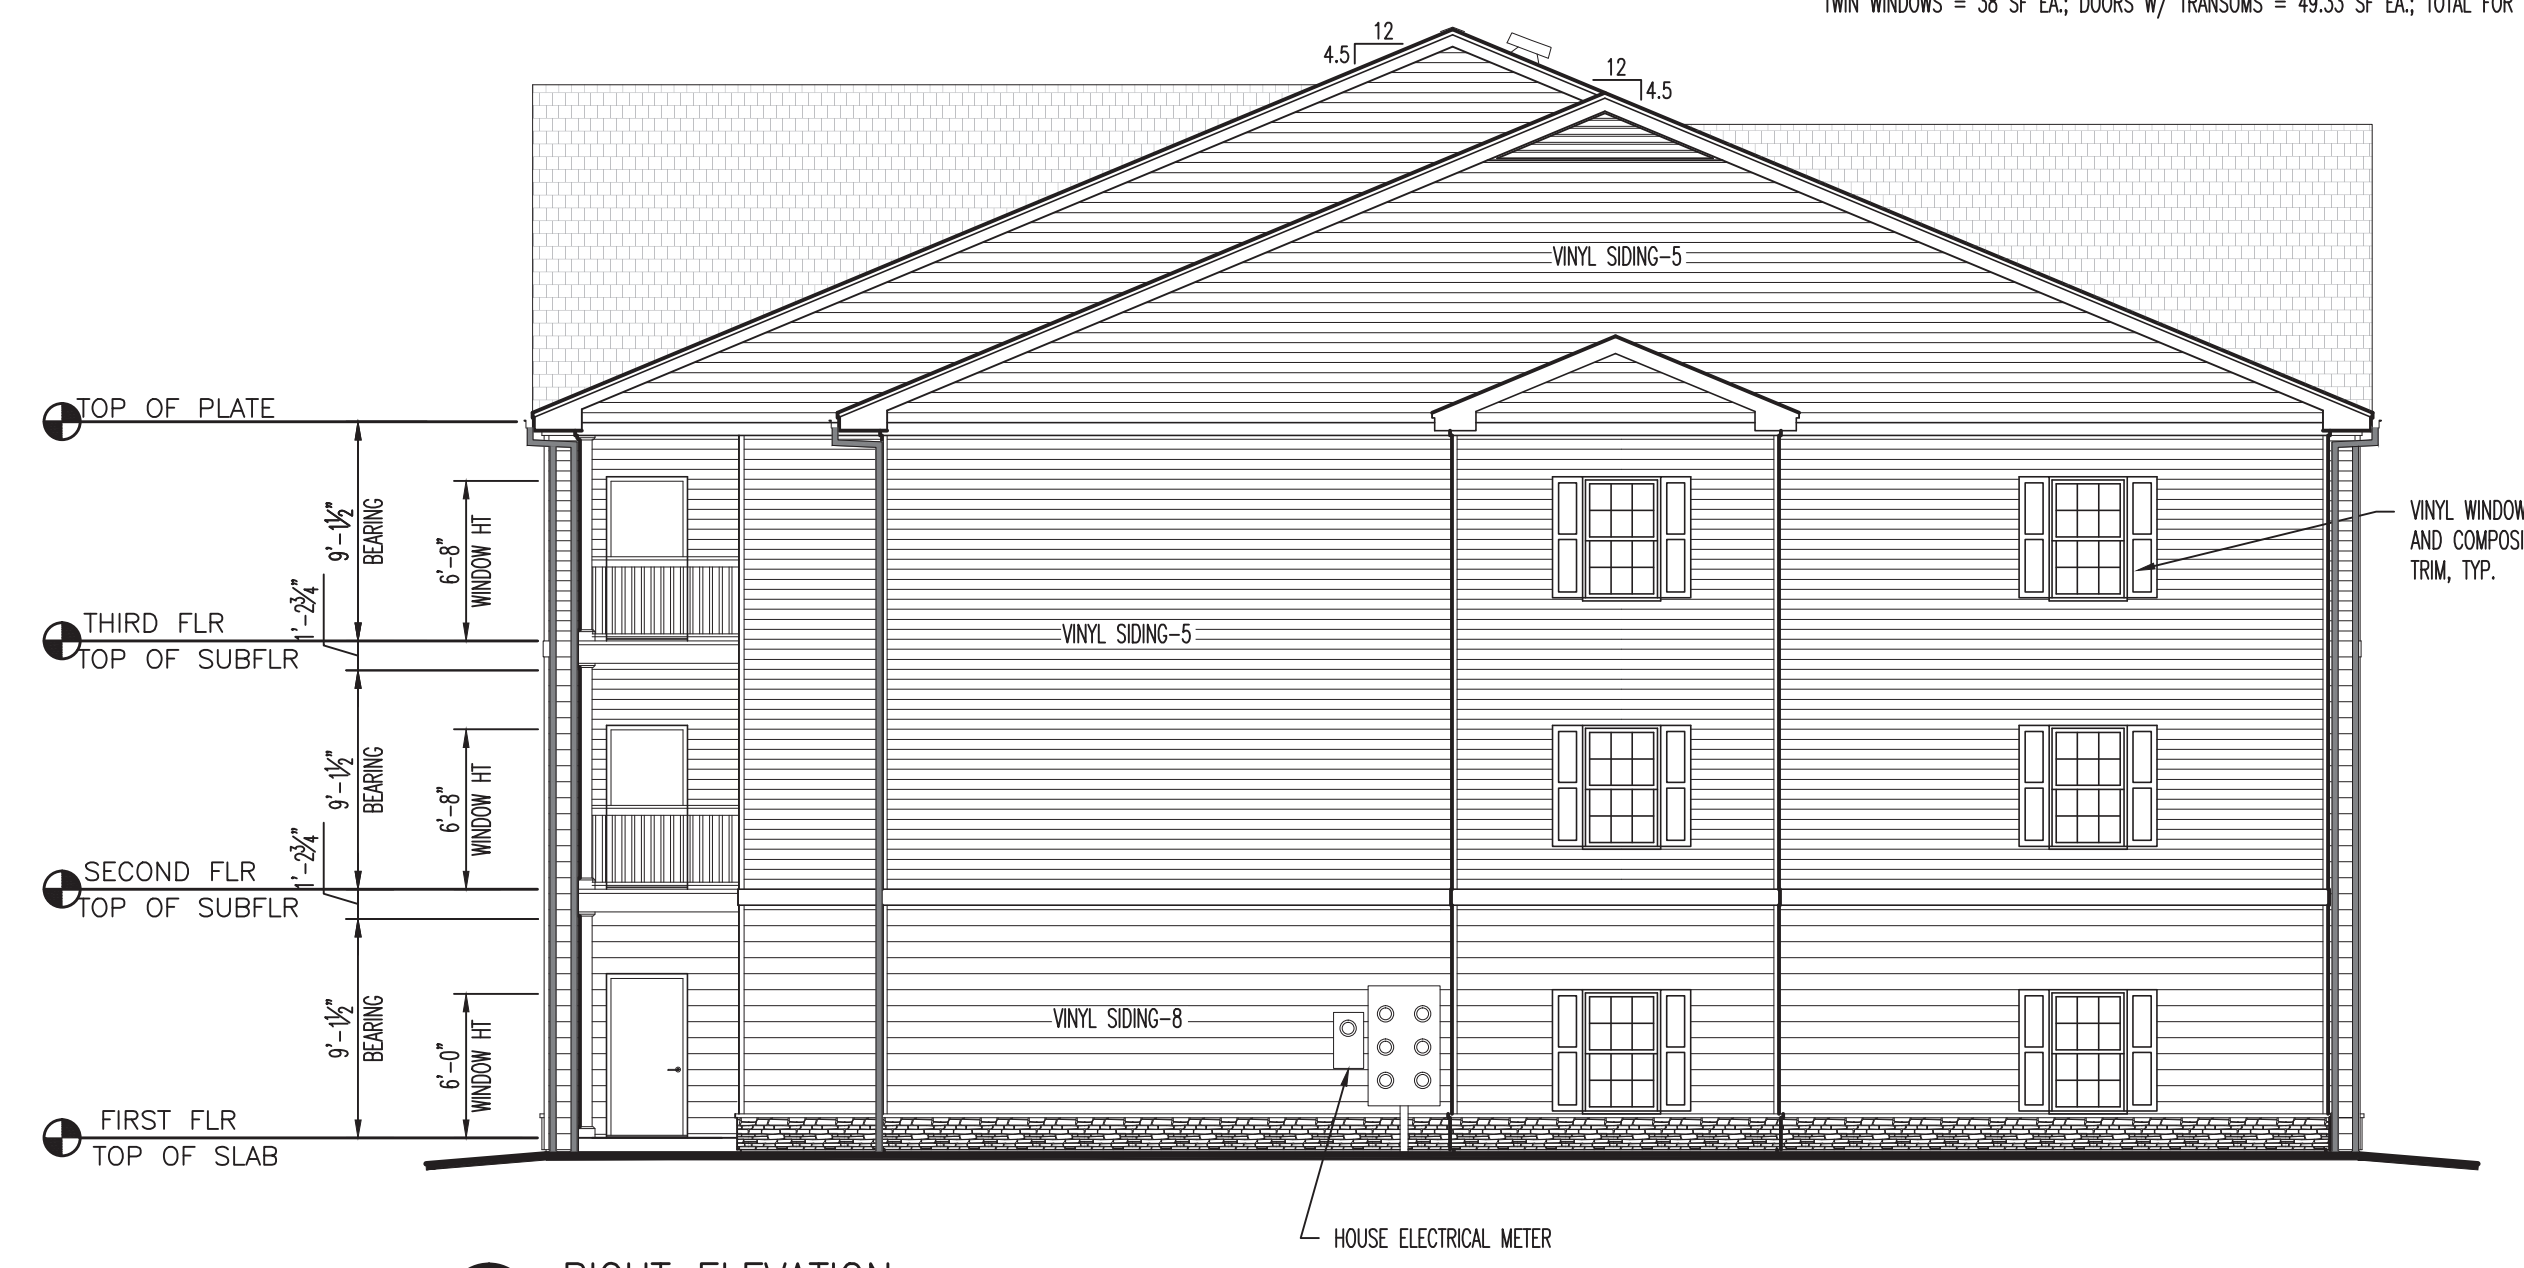 TWIN WINDOWS = 38 SF EA.; DOORS W/ TRANSOMS = 49.33 SF EA.; TOTAL FOR
12
4.5
12
4.5
VINYL SIDING-5
TOP OF PLATE
9'-1½"
BEARING
6'-8"
WINDOW HT
VINYL WINDOW
AND COMPOSI
TRIM, TYP.
1'-2¾"
THIRD FLR
TOP OF SUBFLR
VINYL SIDING-5
9'-1½"
BEARING
6'-8"
WINDOW HT
1'-2¾"
SECOND FLR
TOP OF SUBFLR
9'-1½"
BEARING
6'-0"
WINDOW HT
VINYL SIDING-8
FIRST FLR
TOP OF SLAB
HOUSE ELECTRICAL METER
RIGHT ELEVATION